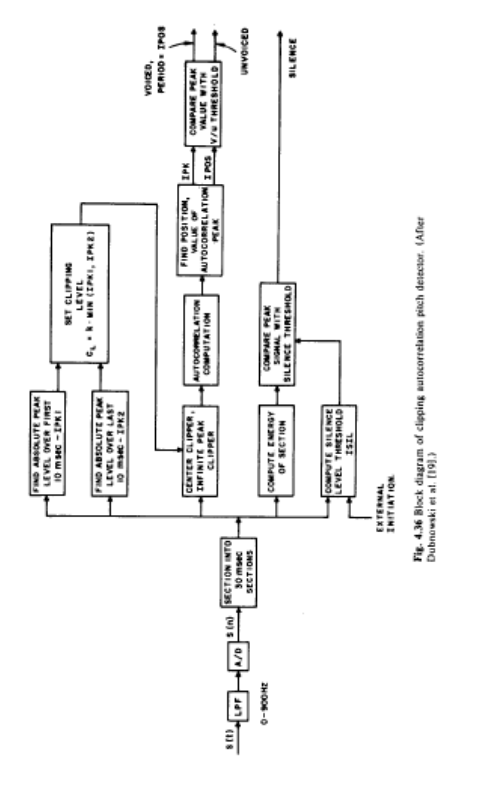 S(t)
LPF
0-900HZ
A/D
S(n)
SECTION INTO
30 msec
SECTIONS
FIND ABSOLUTE PEAK
LEVEL OVER FIRST
10 msec-IPK1
FIND ABSOLUTE PEAK
LEVEL OVER LAST
10 msec-IPK2
SET CLIPPING
LEVEL
C_L = k·MIN (IPK1, IPK2)
CENTER CLIPPER,
INFINITE PEAK
CLIPPER
AUTOCORRELATION
COMPUTATION
FIND POSITION,
VALUE OF
AUTOCORRELATION
PEAK
IPK
IPOS
COMPARE PEAK
VALUE WITH
V/U THRESHOLD
VOICED,
PERIOD = IPOS
UNVOICED
COMPUTE ENERGY
OF SECTION
COMPARE PEAK
SIGNAL WITH
SILENCE THRESHOLD
SILENCE
COMPUTE SILENCE
LEVEL THRESHOLD
ISIL
EXTERNAL
INITIATION.
Fig. 4.36 Block diagram of clipping autocorrelation pitch detector. (After
Dubnowski et al. [19].)